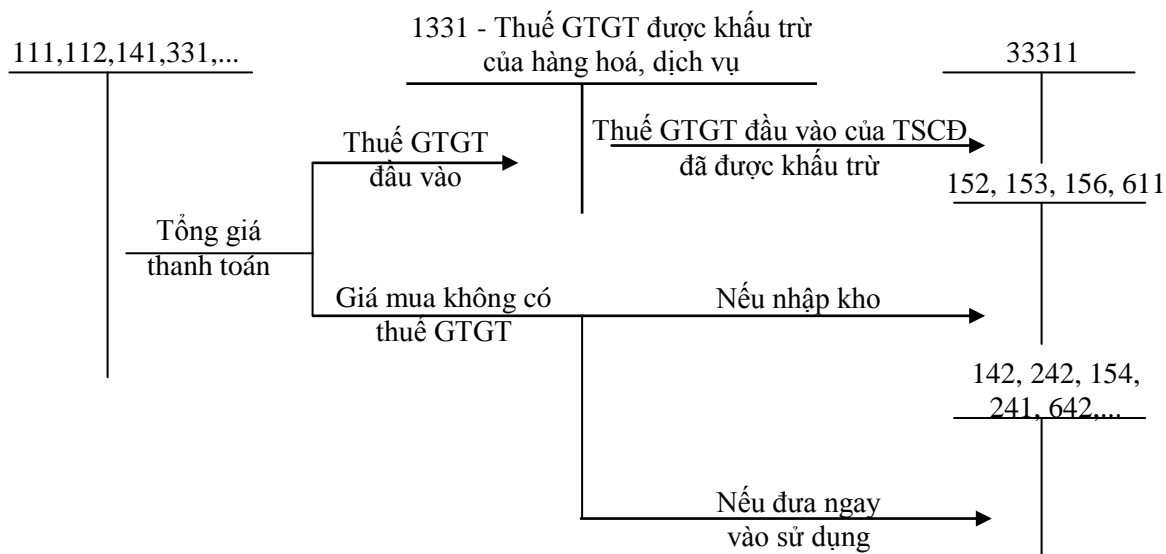 111,112,141,331,...
1331 - Thuế GTGT được khấu trừ
của hàng hoá, dịch vụ
33311
Thuế GTGT
đầu vào
Thuế GTGT đầu vào của TSCĐ
đã được khấu trừ
152, 153, 156, 611
Tổng giá
thanh toán
Giá mua không có
thuế GTGT
Nếu nhập kho
142, 242, 154,
241, 642,...
Nếu đưa ngay
vào sử dụng